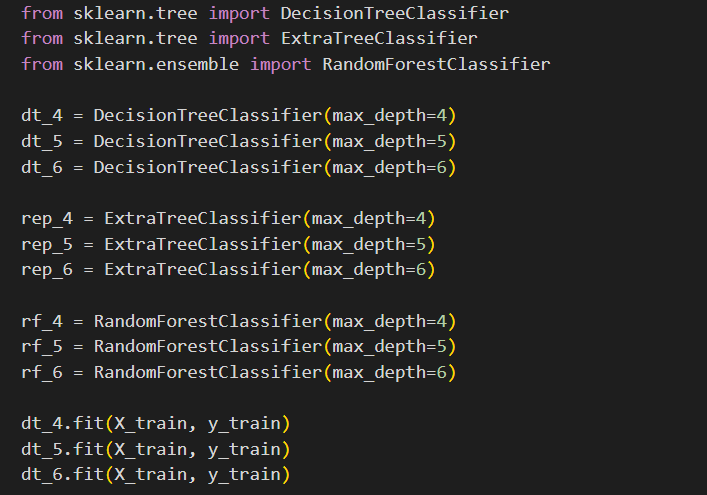 from sklearn.tree import DecisionTreeClassifier
from sklearn.tree import ExtraTreeClassifier
from sklearn.ensemble import RandomForestClassifier
dt_4 = DecisionTreeClassifier(max_depth=4)
dt_5 = DecisionTreeClassifier(max_depth=5)
dt_6 = DecisionTreeClassifier(max_depth=6)
rep_4 = ExtraTreeClassifier(max_depth=4)
rep_5 = ExtraTreeClassifier(max_depth=5)
rep_6 = ExtraTreeClassifier(max_depth=6)
rf_4 = RandomForestClassifier(max_depth=4)
rf_5 = RandomForestClassifier(max_depth=5)
rf_6 = RandomForestClassifier(max_depth=6)
dt_4.fit(X_train, y_train)
dt_5.fit(X_train, y_train)
dt_6.fit(X_train, y_train)